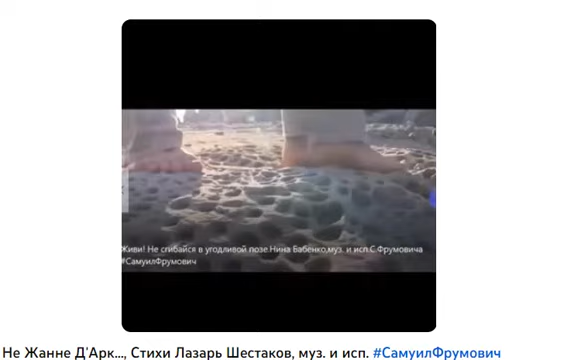 Живи! Не сгибайся в угодливой позе.Нина Бабенко,муз. и исп.С.Фрумовича
#СамуилФрумович
Не Жанне Д'Арк..., Стихи Лазарь Шестаков, муз. и исп. #СамуилФрумович